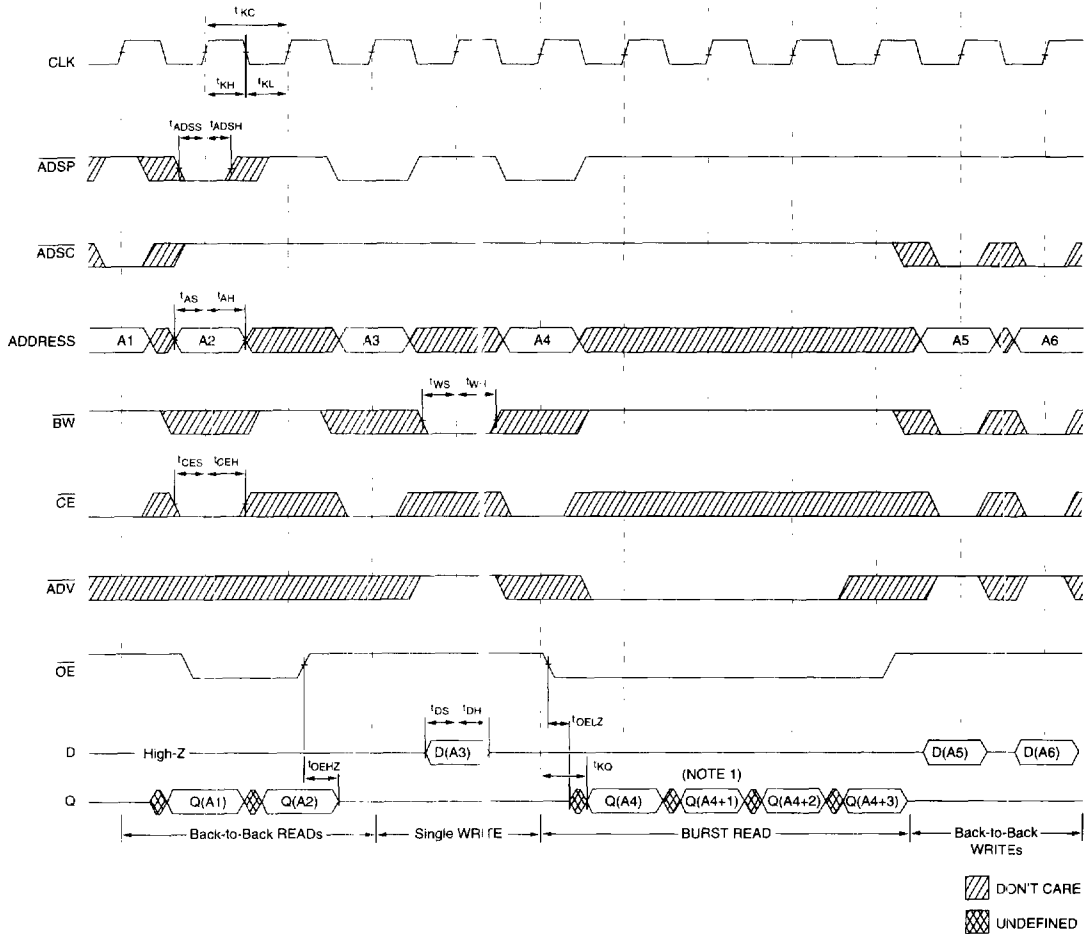 tKC
CLK
tKH tKL
tADSS tADSH
ADSP
ADSC
tAS tAH
ADDRESS A1 A2 A3 A4 A5 A6
tWS
BW
tCES tCEH
CE
ADV
OE
tDS tDH
tOELZ
D High-Z D(A3) D(A5) D(A6)
tOEHZ tKQ (NOTE 1)
Q Q(A1) Q(A2) Q(A4) Q(A4+1) Q(A4+2) Q(A4+3)
Back-to-Back READs Single WRITE BURST READ Back-to-Back
WRITEs
DON'T CARE
UNDEFINED